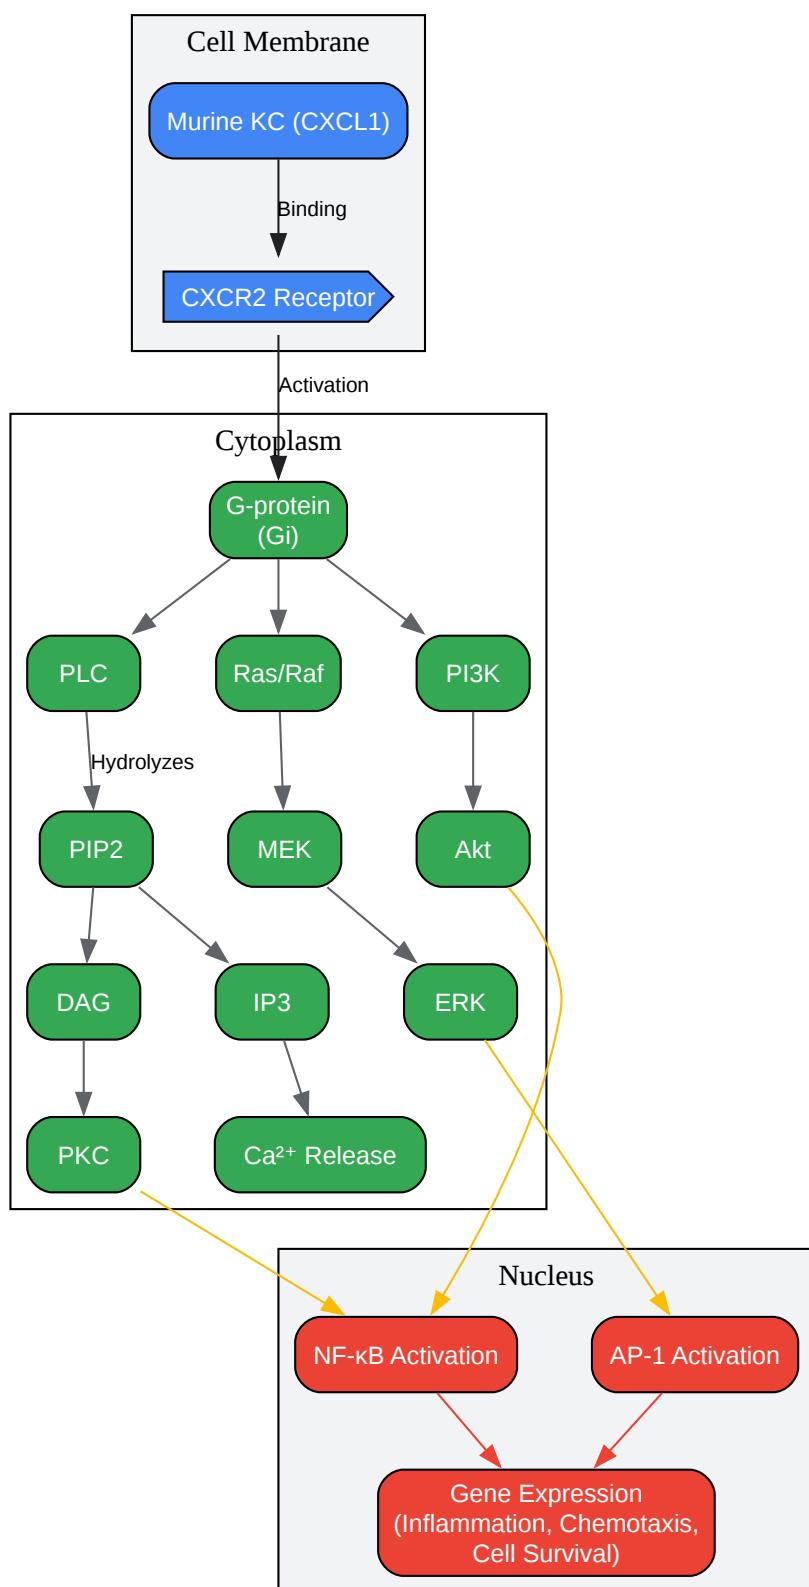 Cell Membrane
Murine KC (CXCL1)
Binding
CXCR2 Receptor
Activation
Cytoplasm
G-protein
(Gi)
PLC
Ras/Raf
PI3K
Hydrolyzes
PIP2
MEK
Akt
DAG
IP3
ERK
PKC
Ca²⁺ Release
Nucleus
NF-κB Activation
AP-1 Activation
Gene Expression
(Inflammation, Chemotaxis,
Cell Survival)